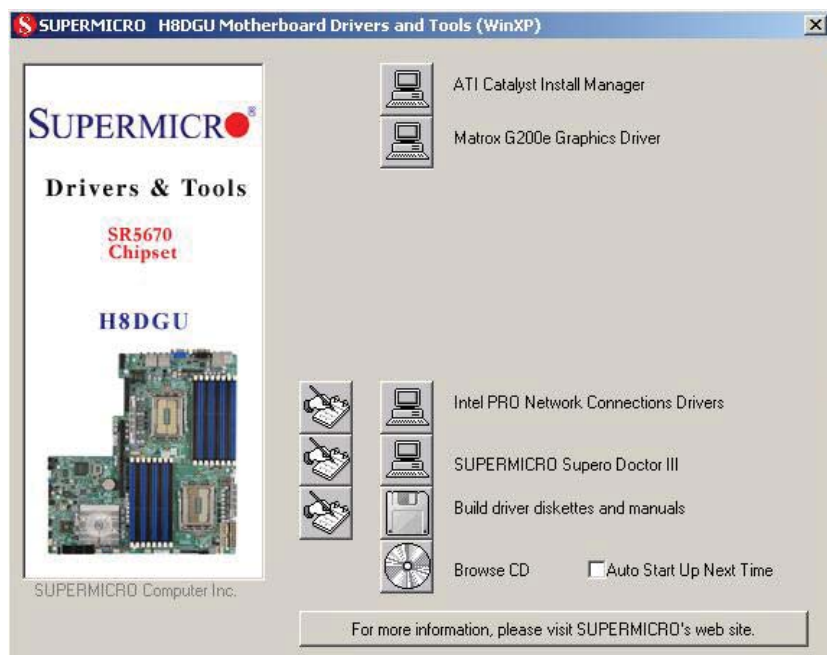 SUPERMICRO H8DGU Motherboard Drivers and Tools (WinXP)
SUPERMICRO®
Drivers & Tools
SR5670
Chipset
H8DGU
SUPERMICRO Computer Inc.
ATI Catalyst Install Manager
Matrox G200e Graphics Driver
Intel PRO Network Connections Drivers
SUPERMICRO Supero Doctor III
Build driver diskettes and manuals
Browse CD Auto Start Up Next Time
For more information, please visit SUPERMICRO's web site.